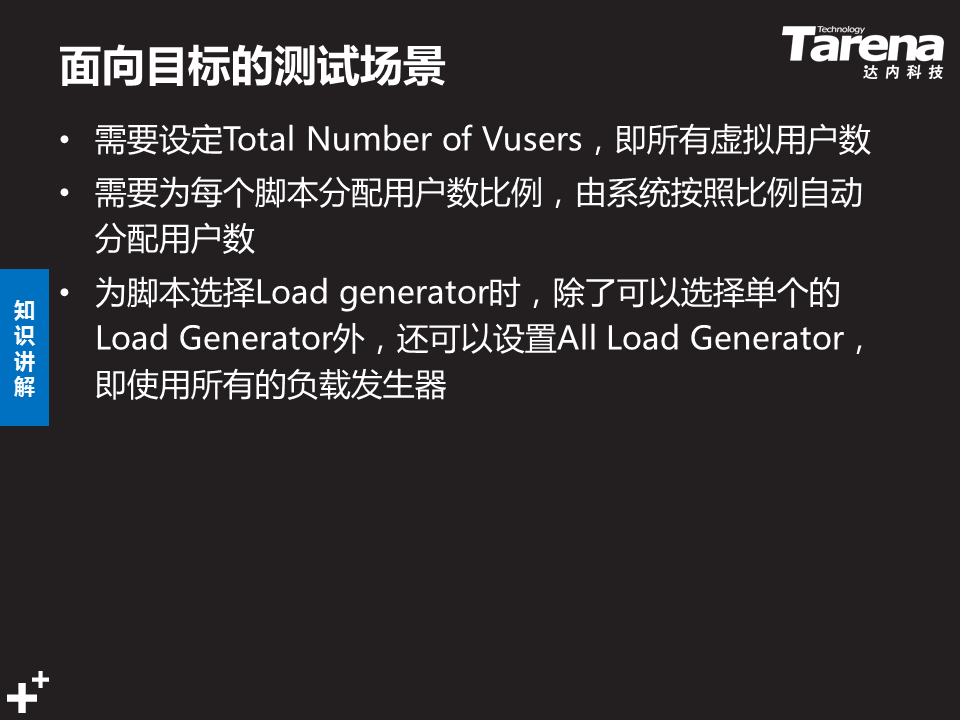 面向目标的测试场景
Technology
Tarena
达内科技
• 需要设定Total Number of Vusers，即所有虚拟用户数
• 需要为每个脚本分配用户数比例，由系统按照比例自动
分配用户数
• 为脚本选择Load generator时，除了可以选择单个的
Load Generator外，还可以设置All Load Generator，
即使用所有的负载发生器
知
识
讲
解